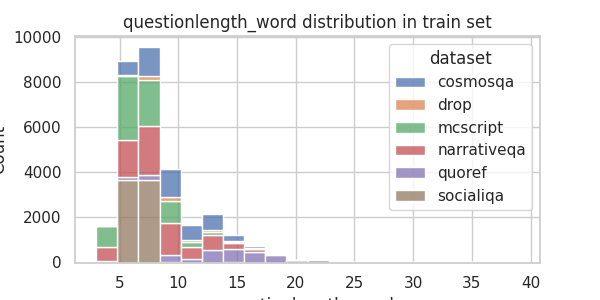 questionlength_word distribution in train set
10000
8000
6000
4000
2000
0
Count
dataset
cosmosqa
drop
mcscript
narrativeqa
quoref
socialiqa
5 10 15 20 25 30 35 40